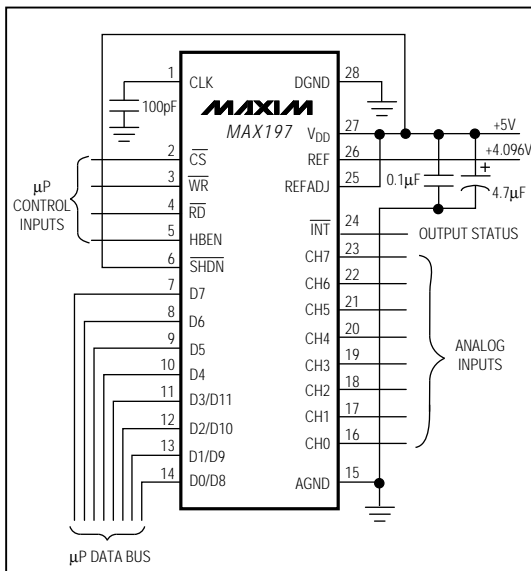 1 CLK
100pF
MAXIM
MAX197
DGND 28
V_DD 27
+5V
REF 26
+4.096V
REFADJ 25
0.1µF
+
4.7µF
2 CS
3 WR
4 RD
5 HBEN
6 SHDN
µP
CONTROL
INPUTS
INT 24
OUTPUT STATUS
7 D7
8 D6
9 D5
10 D4
11 D3/D11
12 D2/D10
13 D1/D9
14 D0/D8
CH7 23
CH6 22
CH5 21
CH4 20
CH3 19
CH2 18
CH1 17
CH0 16
ANALOG
INPUTS
AGND 15
µP DATA BUS